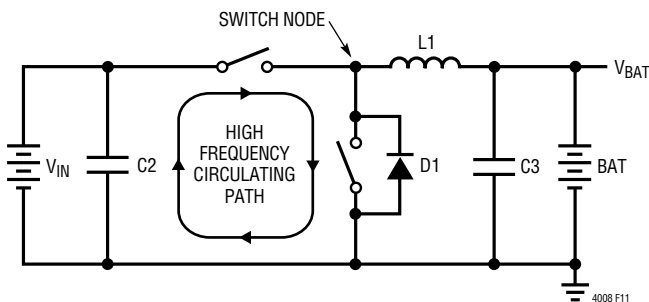 SWITCH NODE
L1
V_BAT
V_IN
C2
HIGH
FREQUENCY
CIRCULATING
PATH
D1
C3
BAT
4008 F11